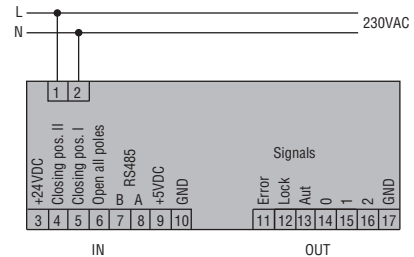 L
N
230VAC
1 2
+24VDC
Closing pos. II
Closing pos. I
Open all poles
RS485
B A
+5VDC
GND
Signals
Error
Lock
Aut
0
1
2
GND
3 4 5 6 7 8 9 10 11 12 13 14 15 16 17
IN OUT